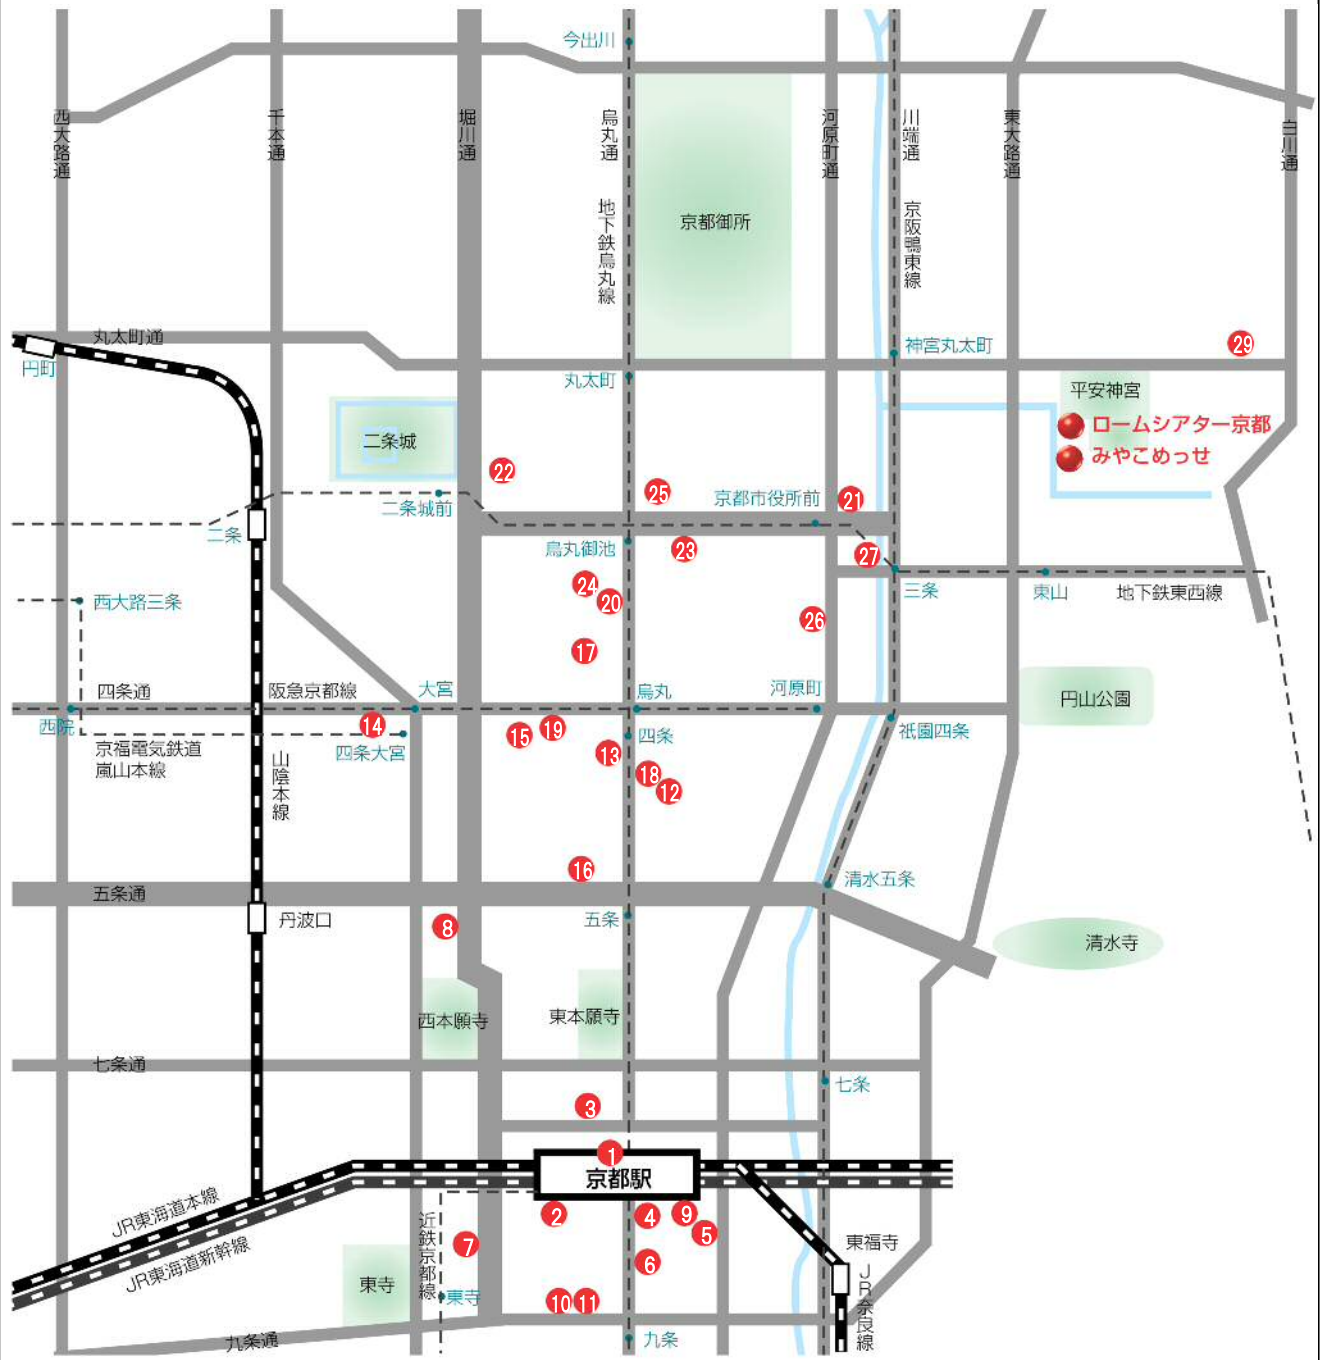 今出川
西大路通
千本通
堀川通
烏丸通
河原町通
川端通
東大路通
白川通
地下鉄烏丸線
京都御所
京阪鴨東線
丸太町通
円町
神宮丸太町
29
丸太町
平安神宮
ロームシアター京都
みやこめっせ
二条城
22
25
京都市役所前
21
二条城前
二条
烏丸御池
23
27
24
20
西大路三条
三条
東山
地下鉄東西線
26
17
四条通
阪急京都線
大宮
烏丸
河原町
円山公園
西院
14
15
19
四条
祇園四条
京福電気鉄道
嵐山本線
四条大宮
13
山陰本線
18
12
16
五条通
清水五条
丹波口
8
五条
清水寺
西本願寺
東本願寺
七条通
七条
3
1
京都駅
JR東海道本線
JR東海道新幹線
近鉄京都線
2
4
9
5
7
6
東福寺
JR奈良線
東寺
東寺
10
11
九条通
九条